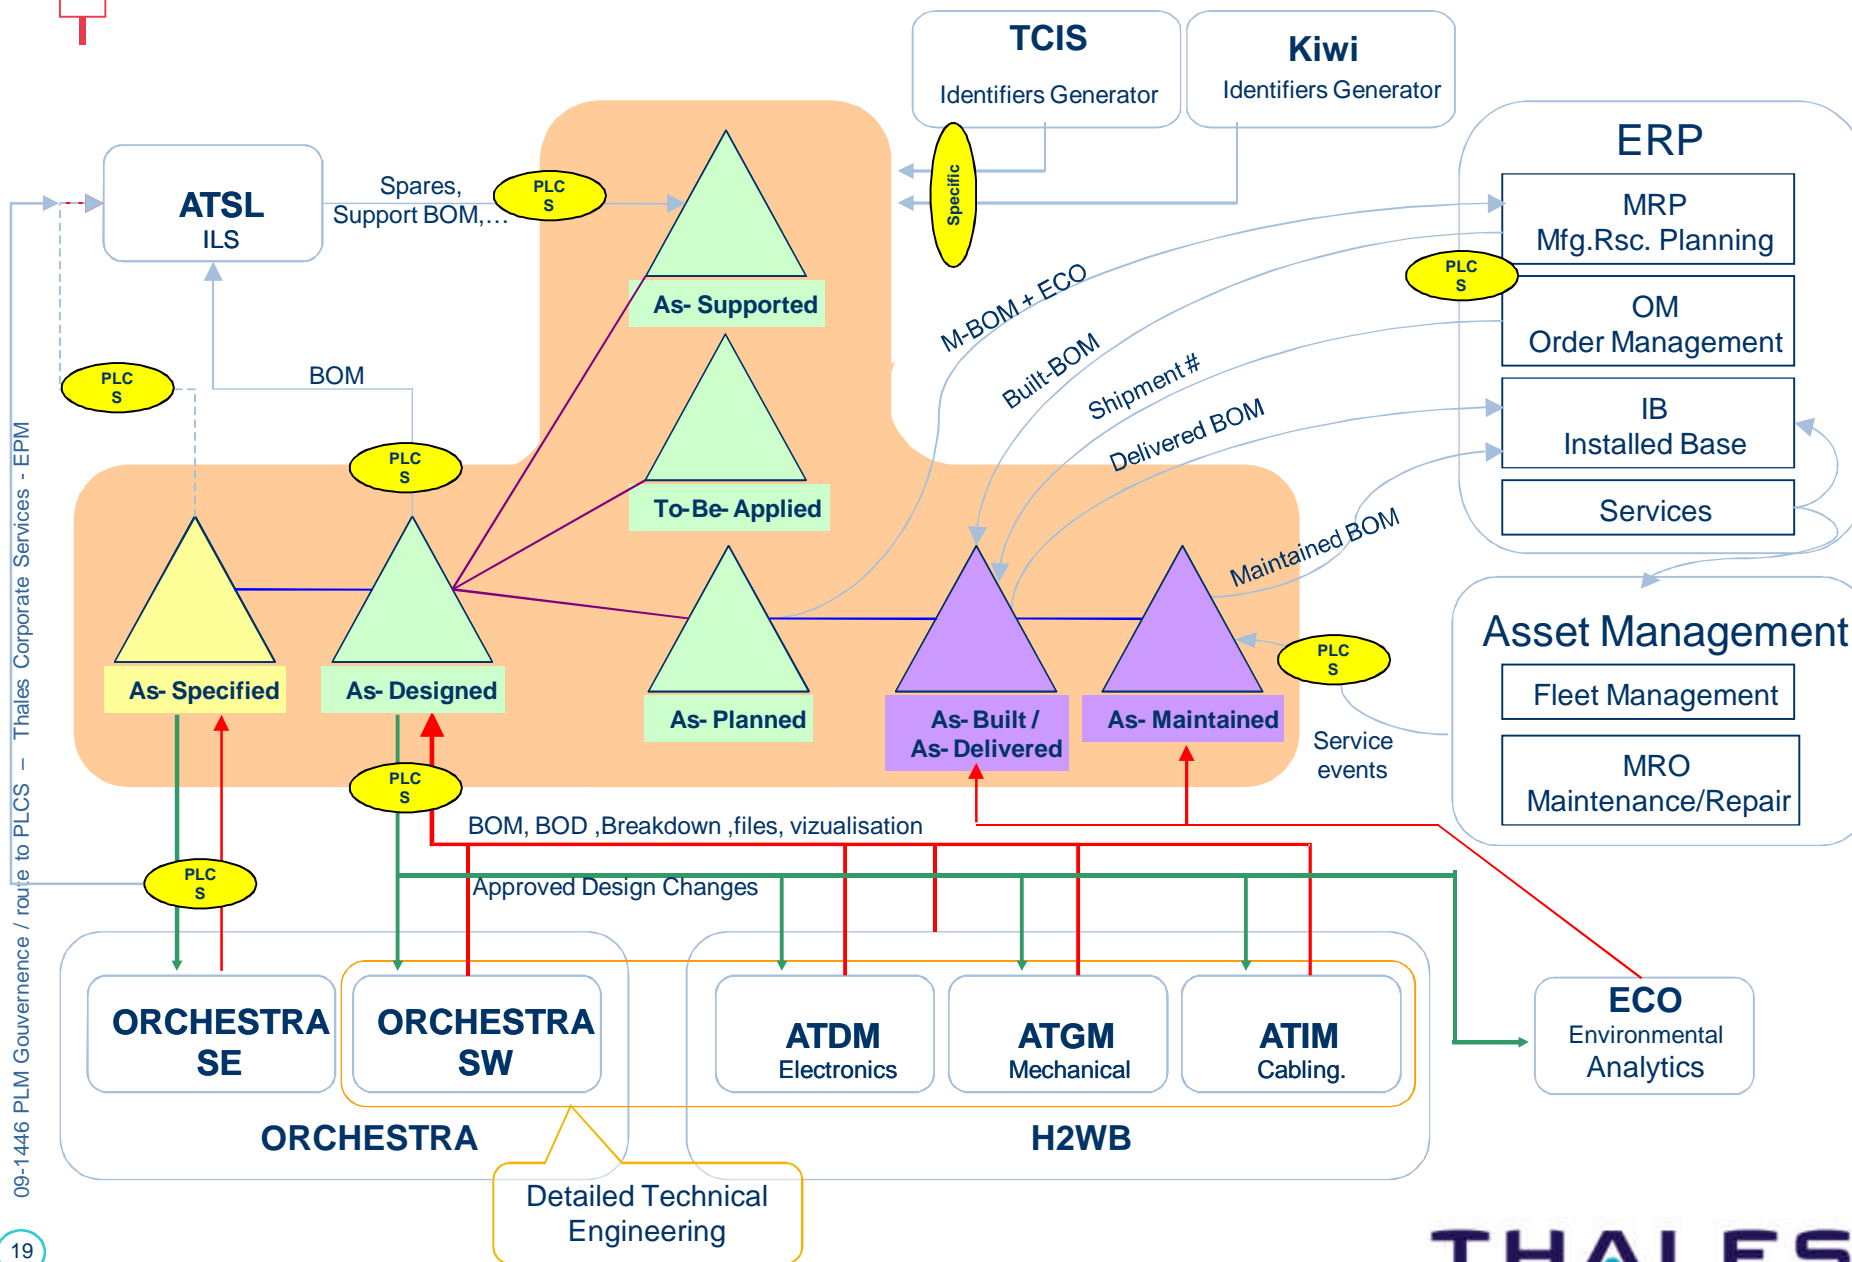 TCIS
Identifiers Generator
Kiwi
Identifiers Generator
ERP
MRP
Mfg.Rsc. Planning
OM
Order Management
IB
Installed Base
Services
ATSL
ILS
Spares,
Support BOM,...
PLC
S
Specific
PLC
S
As- Supported
M-BOM + ECO
Built-BOM
Shipment #
Delivered BOM
Maintained BOM
PLC
S
BOM
PLC
S
To-Be- Applied
As- Specified
As- Designed
As- Planned
As- Built /
As- Delivered
As- Maintained
PLC
S
Service
events
Asset Management
Fleet Management
MRO
Maintenance/Repair
PLC
S
BOM, BOD ,Breakdown ,files, vizualisation
PLC
S
Approved Design Changes
ORCHESTRA
SE
ORCHESTRA
SW
ATDM
Electronics
ATGM
Mechanical
ATIM
Cabling.
ECO
Environmental
Analytics
ORCHESTRA
H2WB
Detailed Technical
Engineering
09-1446 PLM Gouvernence / route to PLCS – Thales Corporate Services - EPM
19
THALES